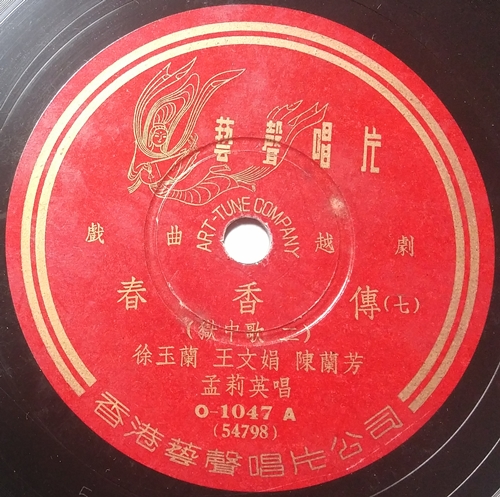 藝聲唱片
ART-TUNE COMPANY
戲曲 越劇
春香傳(七)
(獄中歌 二)
徐玉蘭 王文娟 陳蘭芳
孟莉英唱
O-1047 A
(54798)
香港藝聲唱片公司